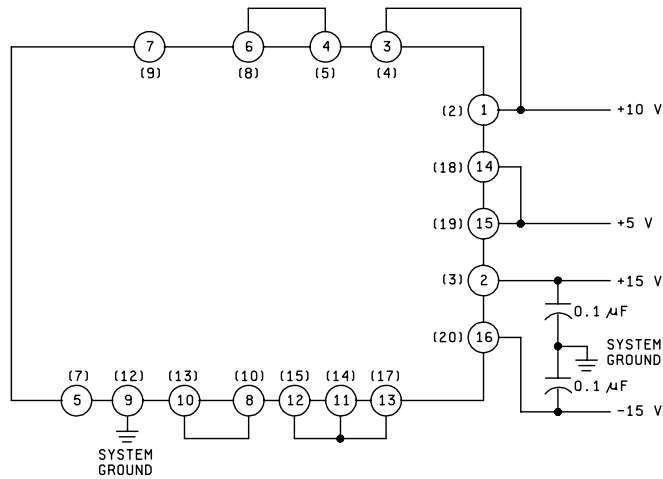 7 6 4 3
(9) (8) (5) (4)
(2) 1 +10 V
(18) 14
(19) 15 +5 V
(3) 2 +15 V
0.1 μF
(20) 16
SYSTEM
GROUND
0.1 μF
-15 V
(7) (12) (13) (10) (15) (14) (17)
5 9 10 8 12 11 13
SYSTEM
GROUND